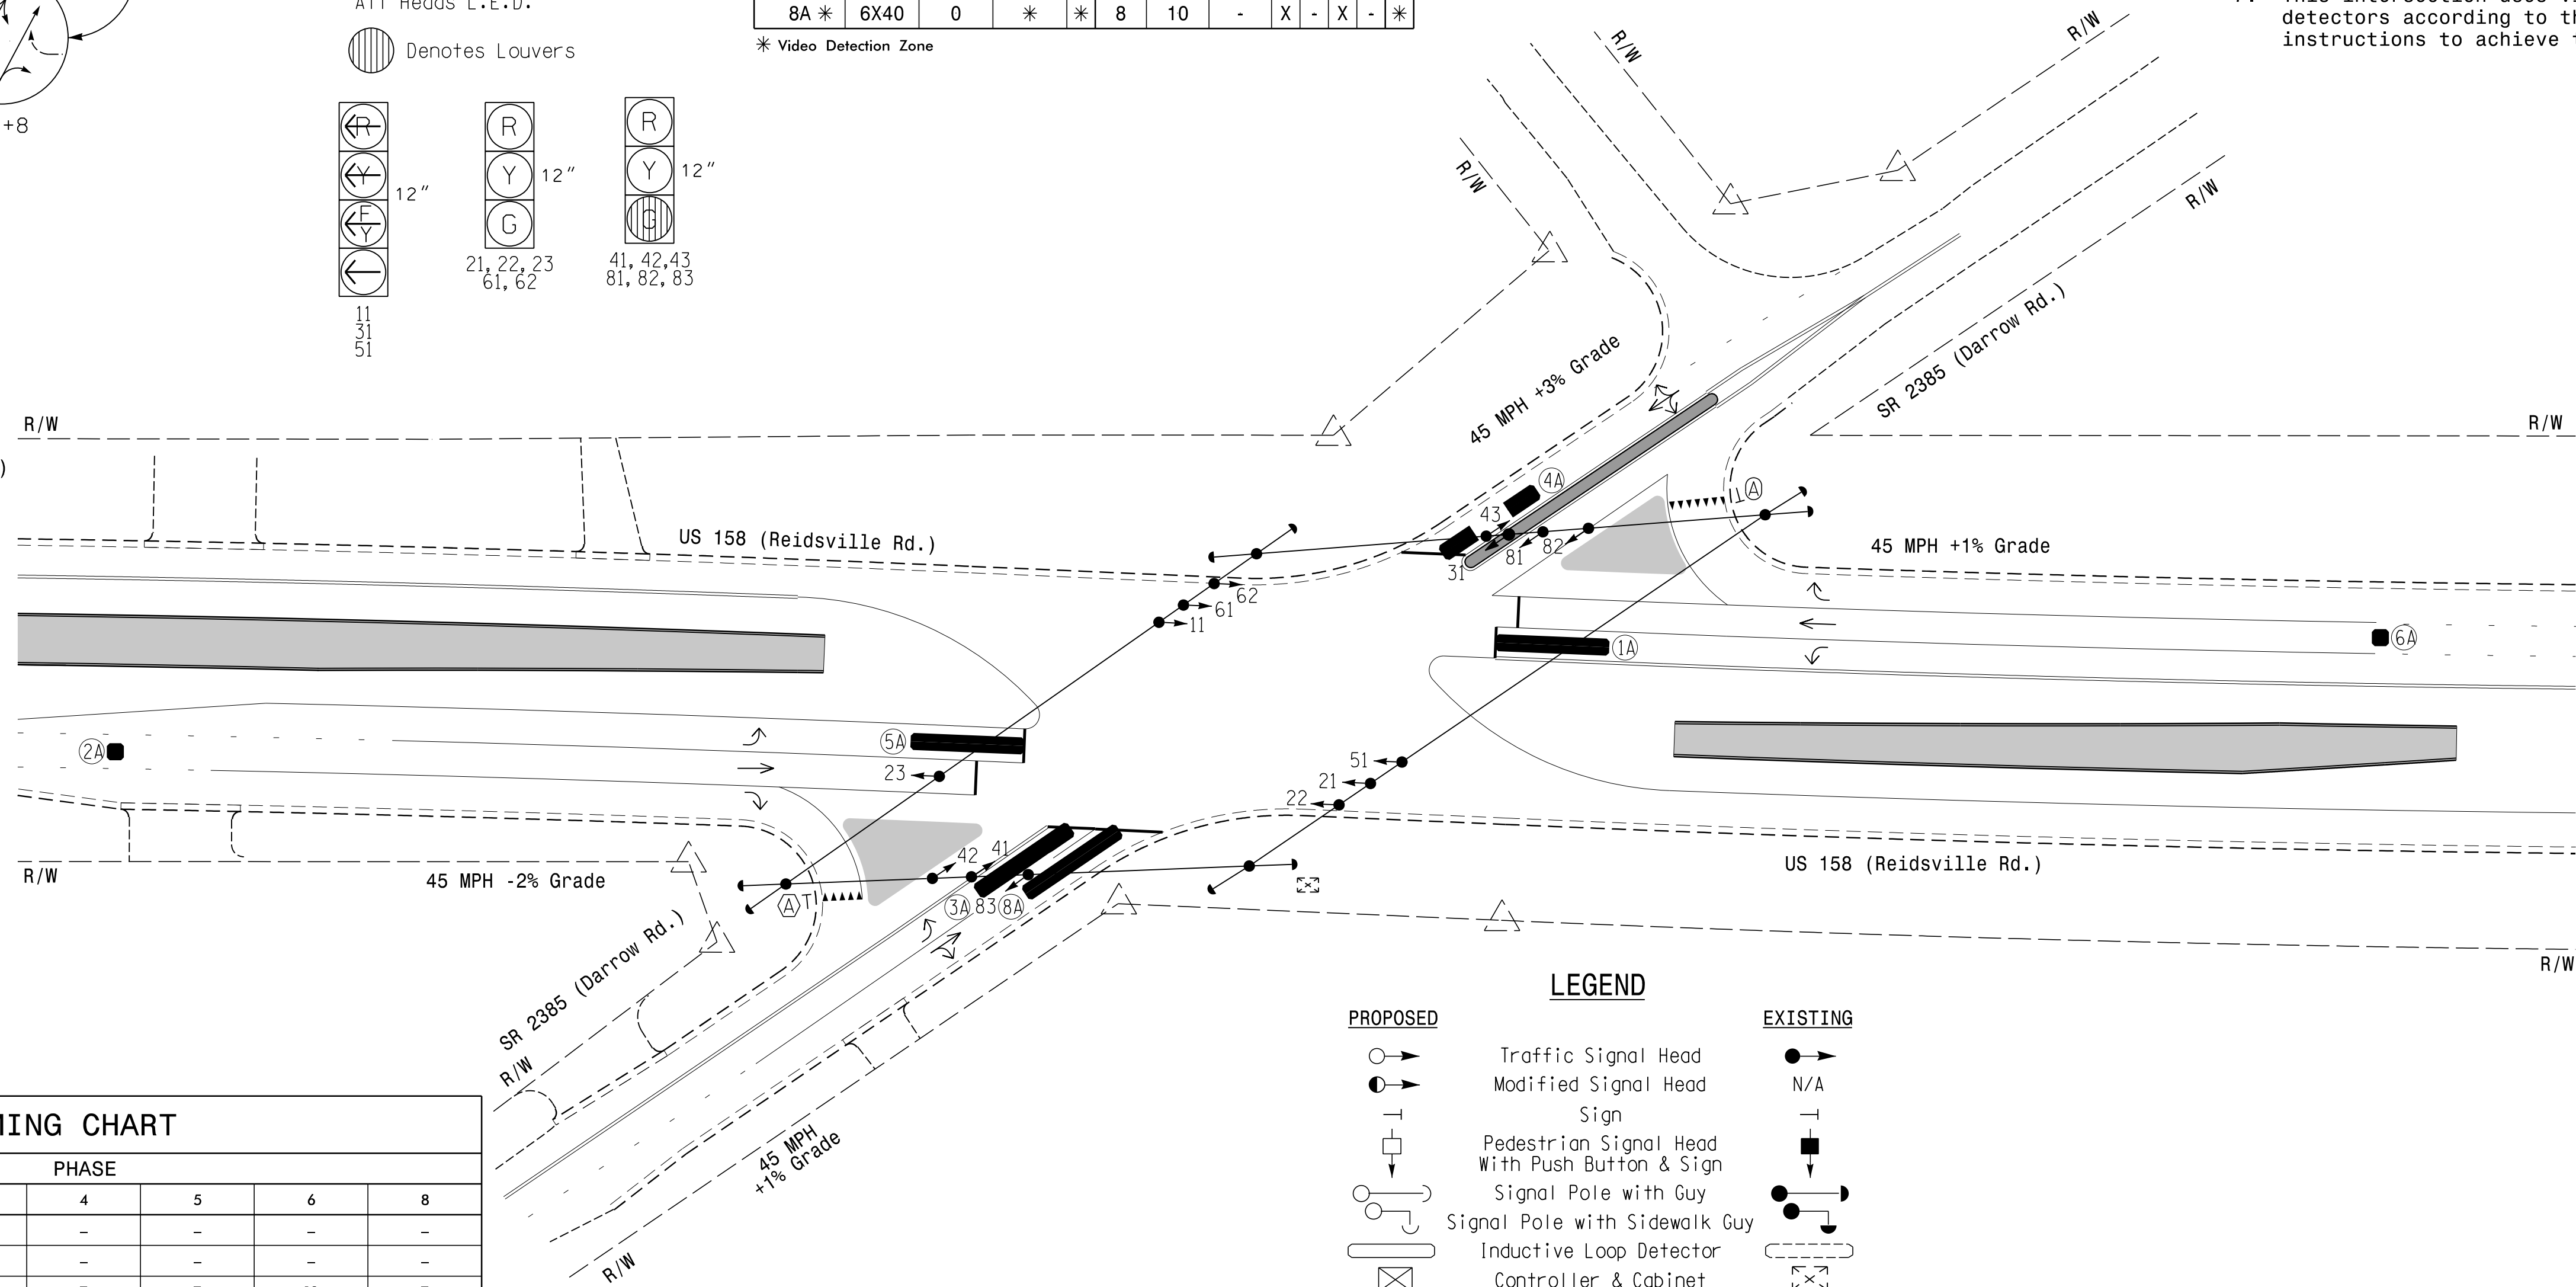 All Heads L.E.D.
Denotes Louvers
+8
R
Y
F
Y
12"
11
31
51
R
Y
G
12"
21, 22, 23
61, 62
R
Y
G
12"
41, 42, 43
81, 82, 83
8A * 6X40 0 * * 8 10 - X - X - *
* Video Detection Zone
detectors according to
instructions to achieve
R/W
R/W
R/W
R/W
SR 2385 (Darrow Rd.)
45 MPH +3% Grade
R/W
R/W
)
US 158 (Reidsville Rd.)
45 MPH +1% Grade
4A
A
43
31
81
82
62
61
11
1A
6A
2A
5A
23
51
21
22
42
41
A
3A
83
8A
R/W
45 MPH -2% Grade
US 158 (Reidsville Rd.)
R/W
SR 2385 (Darrow Rd.)
R/W
45 MPH
+1% Grade
R/W
LEGEND
PROPOSED EXISTING
Traffic Signal Head
Modified Signal Head N/A
Sign
Pedestrian Signal Head
With Push Button & Sign
Signal Pole with Guy
Signal Pole with Sidewalk Guy
Inductive Loop Detector
Controller & Cabinet
MING CHART
PHASE
4 5 6 8
- - - -
- - - -